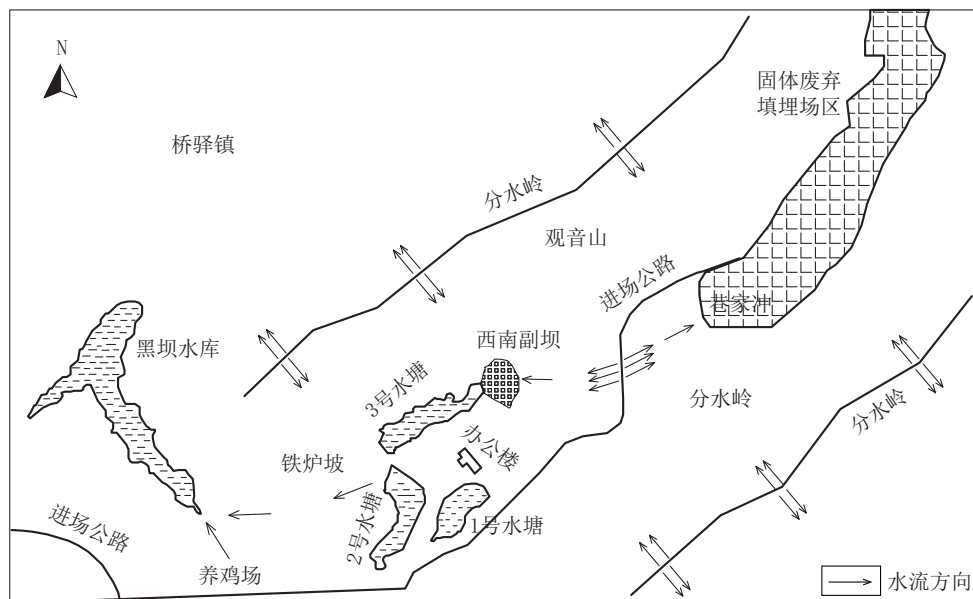 N
固体废弃
填埋场区
桥驿镇
分水岭
观音山
进场公路
巷家冲
西南副坝
黑坝水库
3号水塘
分水岭
分水岭
办公楼
铁炉坡
进场公路
2号水塘
1号水塘
养鸡场
水流方向